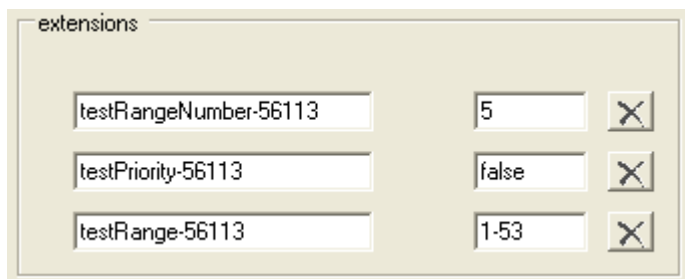 extensions
testRangeNumber-56113 5
testPriority-56113 false
testRange-56113 1-53